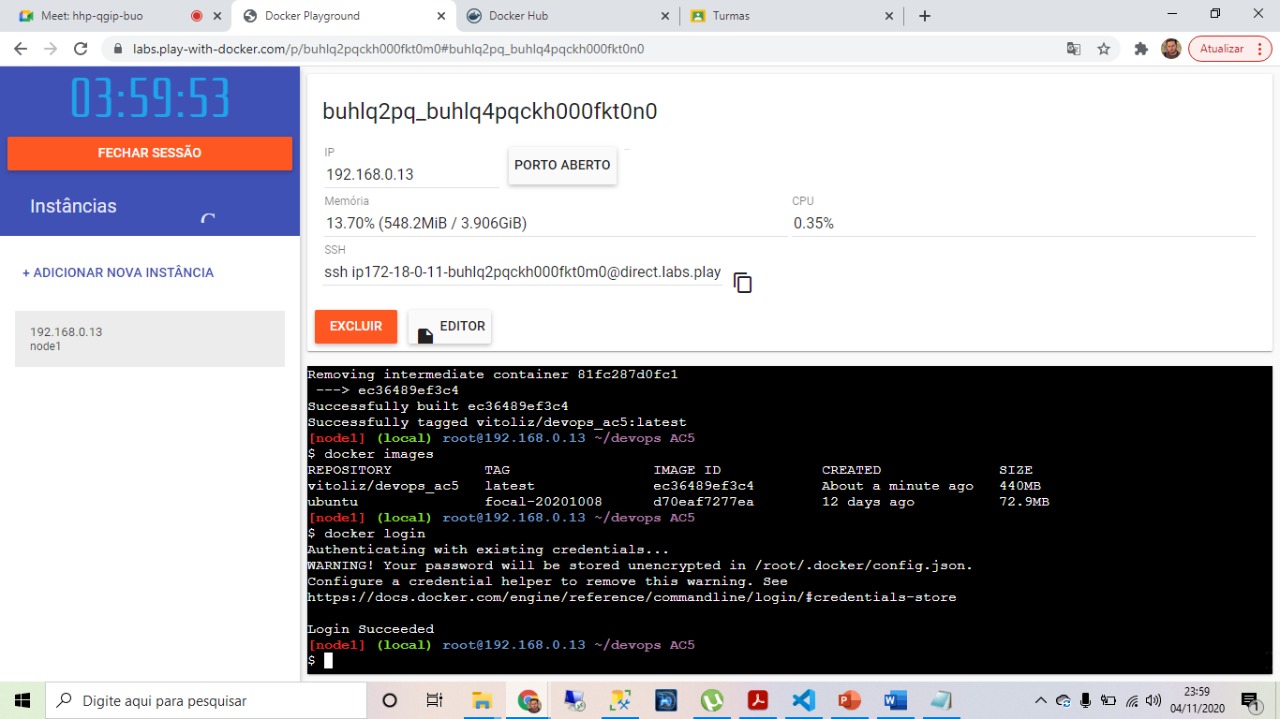 Meet: hhp-qgip-buo
Docker Playground
Docker Hub
Turmas
labs.play-with-docker.com/p/buhlq2pqckh000fkt0m0#buhlq2pq_buhlq4pqckh000fkt0n0
Atualizar
03:59:53
FECHAR SESSÃO
Instâncias
+ ADICIONAR NOVA INSTÂNCIA
192.168.0.13
node1
buhlq2pq_buhlq4pqckh000fkt0n0
IP
192.168.0.13
PORTO ABERTO
Memória
13.70% (548.2MiB / 3.906GiB)
CPU
0.35%
SSH
ssh ip172-18-0-11-buhlq2pqckh000fkt0m0@direct.labs.play
EXCLUIR
EDITOR
Removing intermediate container 81fc287d0fc1
---> ec36489ef3c4
Successfully built ec36489ef3c4
Successfully tagged vitoliz/devops_ac5:latest
[node1] (local) root@192.168.0.13 ~/devops AC5
$ docker images
REPOSITORY TAG IMAGE ID CREATED SIZE
vitoliz/devops_ac5 latest ec36489ef3c4 About a minute ago 440MB
ubuntu focal-20201008 d70eaf7277ea 12 days ago 72.9MB
[node1] (local) root@192.168.0.13 ~/devops AC5
$ docker login
Authenticating with existing credentials...
WARNING! Your password will be stored unencrypted in /root/.docker/config.json.
Configure a credential helper to remove this warning. See
https://docs.docker.com/engine/reference/commandline/login/#credentials-store
Login Succeeded
[node1] (local) root@192.168.0.13 ~/devops AC5
$
Digite aqui para pesquisar
23:59
04/11/2020
1